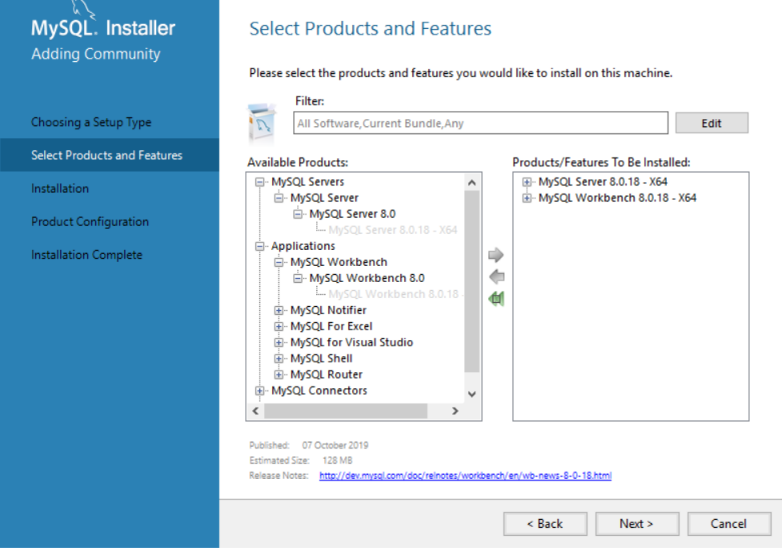 MySQL. Installer
Adding Community
Choosing a Setup Type
Select Products and Features
Installation
Product Configuration
Installation Complete
Select Products and Features
Please select the products and features you would like to install on this machine.
Filter:
All Software,Current Bundle,Any
Edit
Available Products:
MySQL Servers
MySQL Server
MySQL Server 8.0
MySQL Server 8.0.18 - X64
Applications
MySQL Workbench
MySQL Workbench 8.0
MySQL Workbench 8.0.18
MySQL Notifier
MySQL For Excel
MySQL for Visual Studio
MySQL Shell
MySQL Router
MySQL Connectors
Products/Features To Be Installed:
MySQL Server 8.0.18 - X64
MySQL Workbench 8.0.18 - X64
Published: 07 October 2019
Estimated Size: 128 MB
Release Notes: http://dev.mysql.com/doc/relnotes/workbench/en/wb-news-8-0-18.html
< Back Next > Cancel